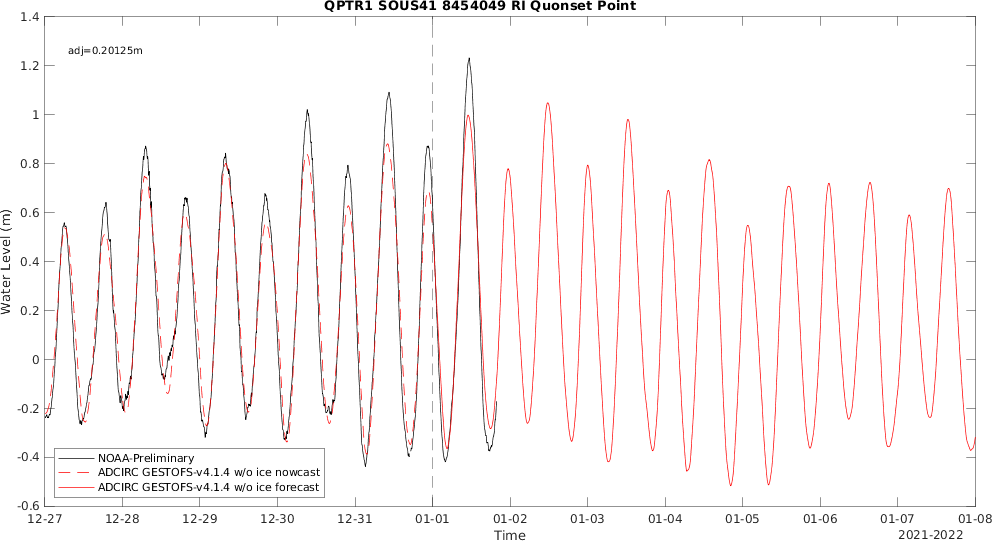 QPTR1 SOUS41 8454049 RI Quonset Point
adj=0.20125m
1.4
1.2
1
0.8
0.6
0.4
0.2
0
-0.2
-0.4
-0.6
Water Level (m)
NOAA-Preliminary
ADCIRC GESTOFS-v4.1.4 w/o ice nowcast
ADCIRC GESTOFS-v4.1.4 w/o ice forecast
12-27 12-28 12-29 12-30 12-31 01-01 01-02 01-03 01-04 01-05 01-06 01-07 01-08
Time
2021-2022